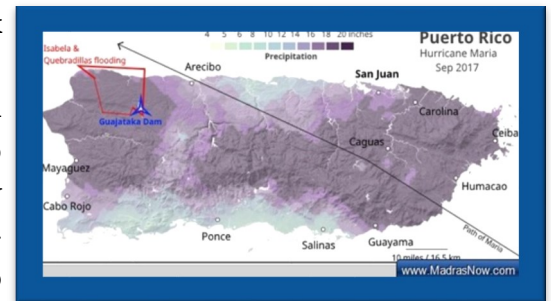 4 5 6 8 10 12 14 16 18 20 inches
Precipitation
Puerto Rico
Hurricane Maria
Sep 2017
Isabela &
Quebradillas flooding
Arecibo
San Juan
Guajataka Dam
Carolina
Ceiba
Caguas
Mayaguez
Humacao
Cabo Rojo
Ponce
Salinas
Guayama
Path of Maria
10 miles / 16.5 km
www.MadrasNow.com